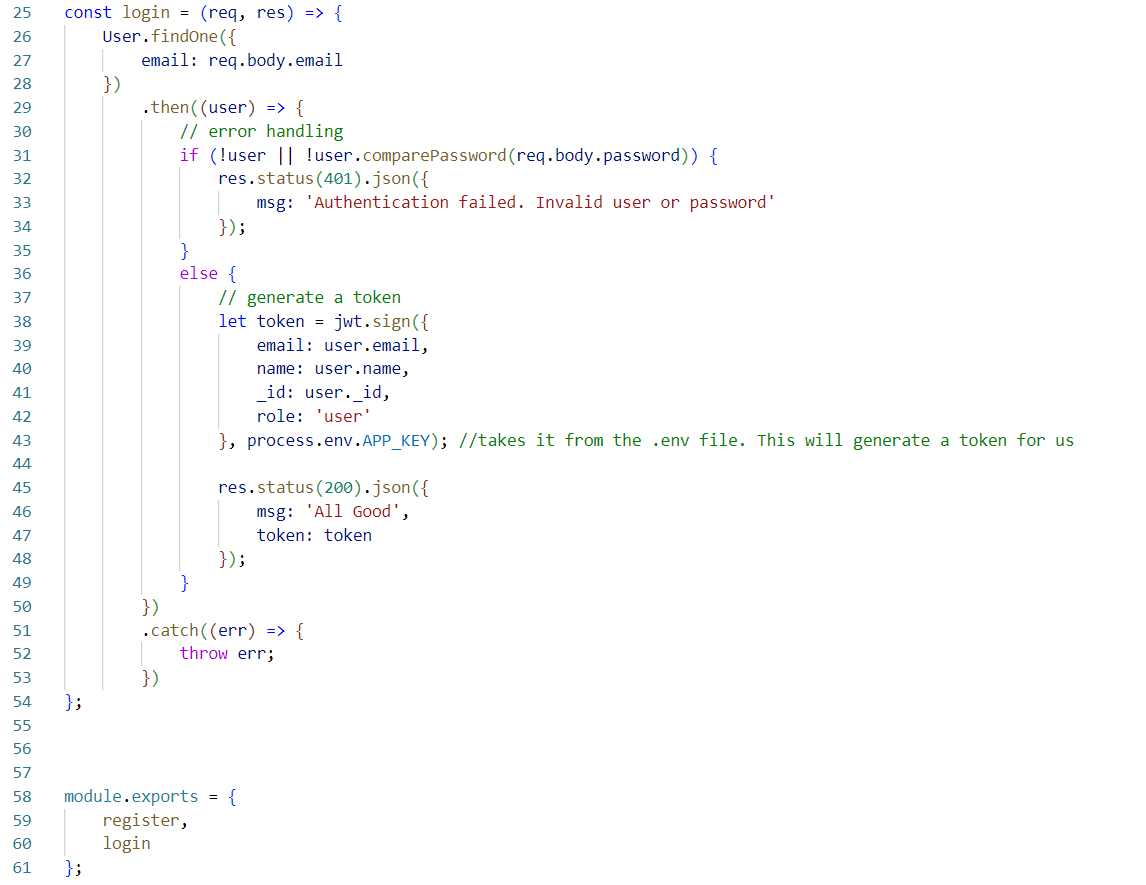 25 const login = (req, res) => {
26 User.findOne({
27 email: req.body.email
28 })
29 .then((user) => {
30 // error handling
31 if (!user || !user.comparePassword(req.body.password)) {
32 res.status(401).json({
33 msg: 'Authentication failed. Invalid user or password'
34 });
35 }
36 else {
37 // generate a token
38 let token = jwt.sign({
39 email: user.email,
40 name: user.name,
41 _id: user._id,
42 role: 'user'
43 }, process.env.APP_KEY); //takes it from the .env file. This will generate a token for us
44
45 res.status(200).json({
46 msg: 'All Good',
47 token: token
48 });
49 }
50 })
51 .catch((err) => {
52 throw err;
53 })
54 };
55
56
57
58 module.exports = {
59 register,
60 login
61 };